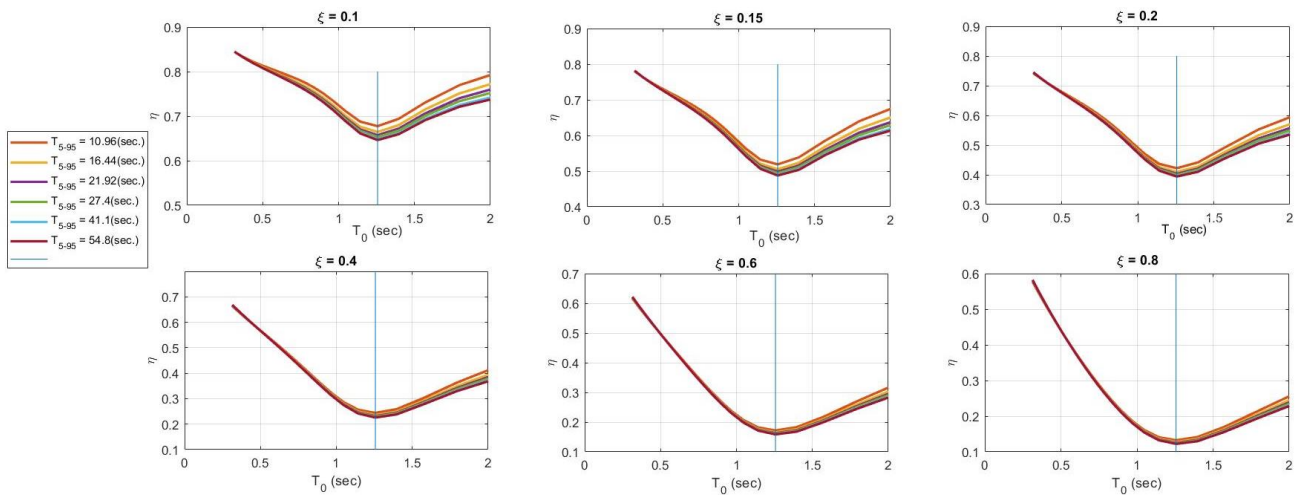 ξ = 0.1
0.9
0.8
0.7
0.6
0.5
η
0 0.5 1 1.5 2
T0 (sec)
ξ = 0.15
0.9
0.8
0.7
0.6
0.5
0.4
η
0 0.5 1 1.5 2
T0 (sec)
ξ = 0.2
0.9
0.8
0.7
0.6
0.5
0.4
0.3
η
0 0.5 1 1.5 2
T0 (sec)
T5-95 = 10.96(sec.)
T5-95 = 16.44(sec.)
T5-95 = 21.92(sec.)
T5-95 = 27.4(sec.)
T5-95 = 41.1(sec.)
T5-95 = 54.8(sec.)
ξ = 0.4
0.7
0.6
0.5
0.4
0.3
0.2
0.1
η
0 0.5 1 1.5 2
T0 (sec)
ξ = 0.6
0.7
0.6
0.5
0.4
0.3
0.2
0.1
η
0 0.5 1 1.5 2
T0 (sec)
ξ = 0.8
0.6
0.5
0.4
0.3
0.2
0.1
η
0 0.5 1 1.5 2
T0 (sec)